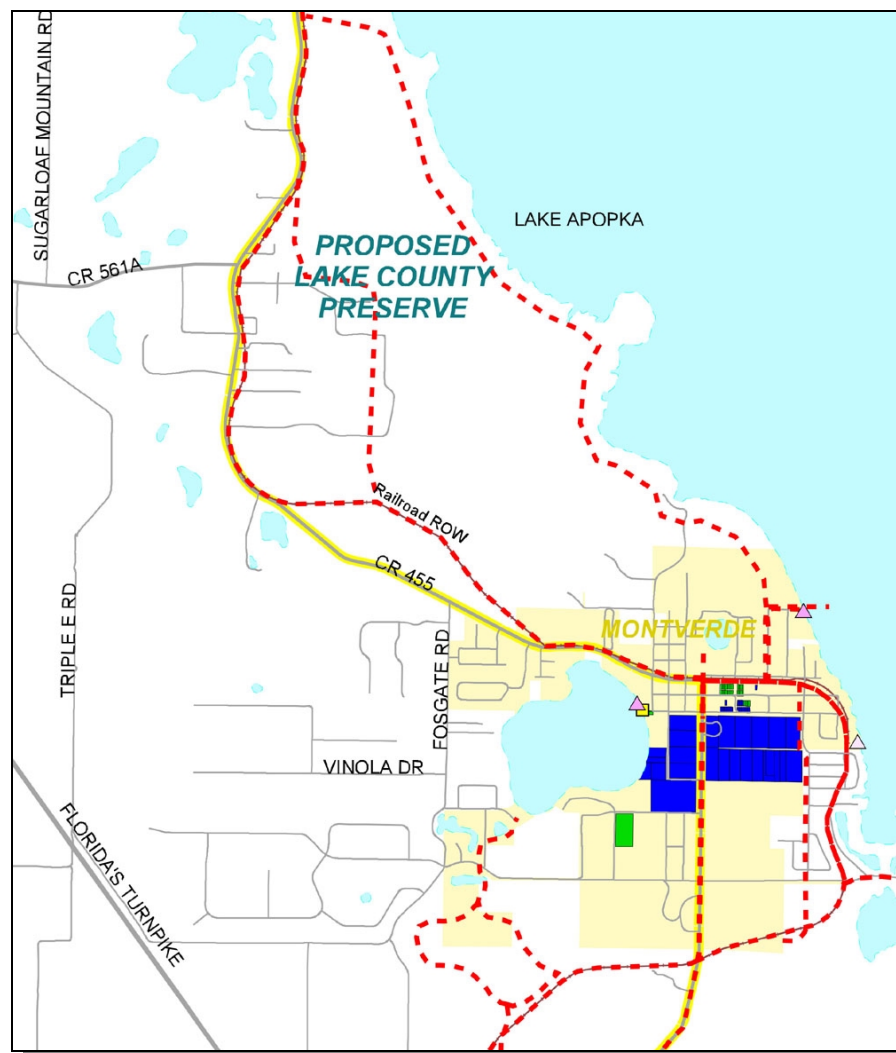 SUGARLOAF MOUNTAIN RD
LAKE APOPKA
PROPOSED
LAKE COUNTY
PRESERVE
CR 561A
Railroad ROW
CR 455
TRIPLE E RD
FOSGATE RD
MONTVERDE
VINOLA DR
FLORIDA'S TURNPIKE